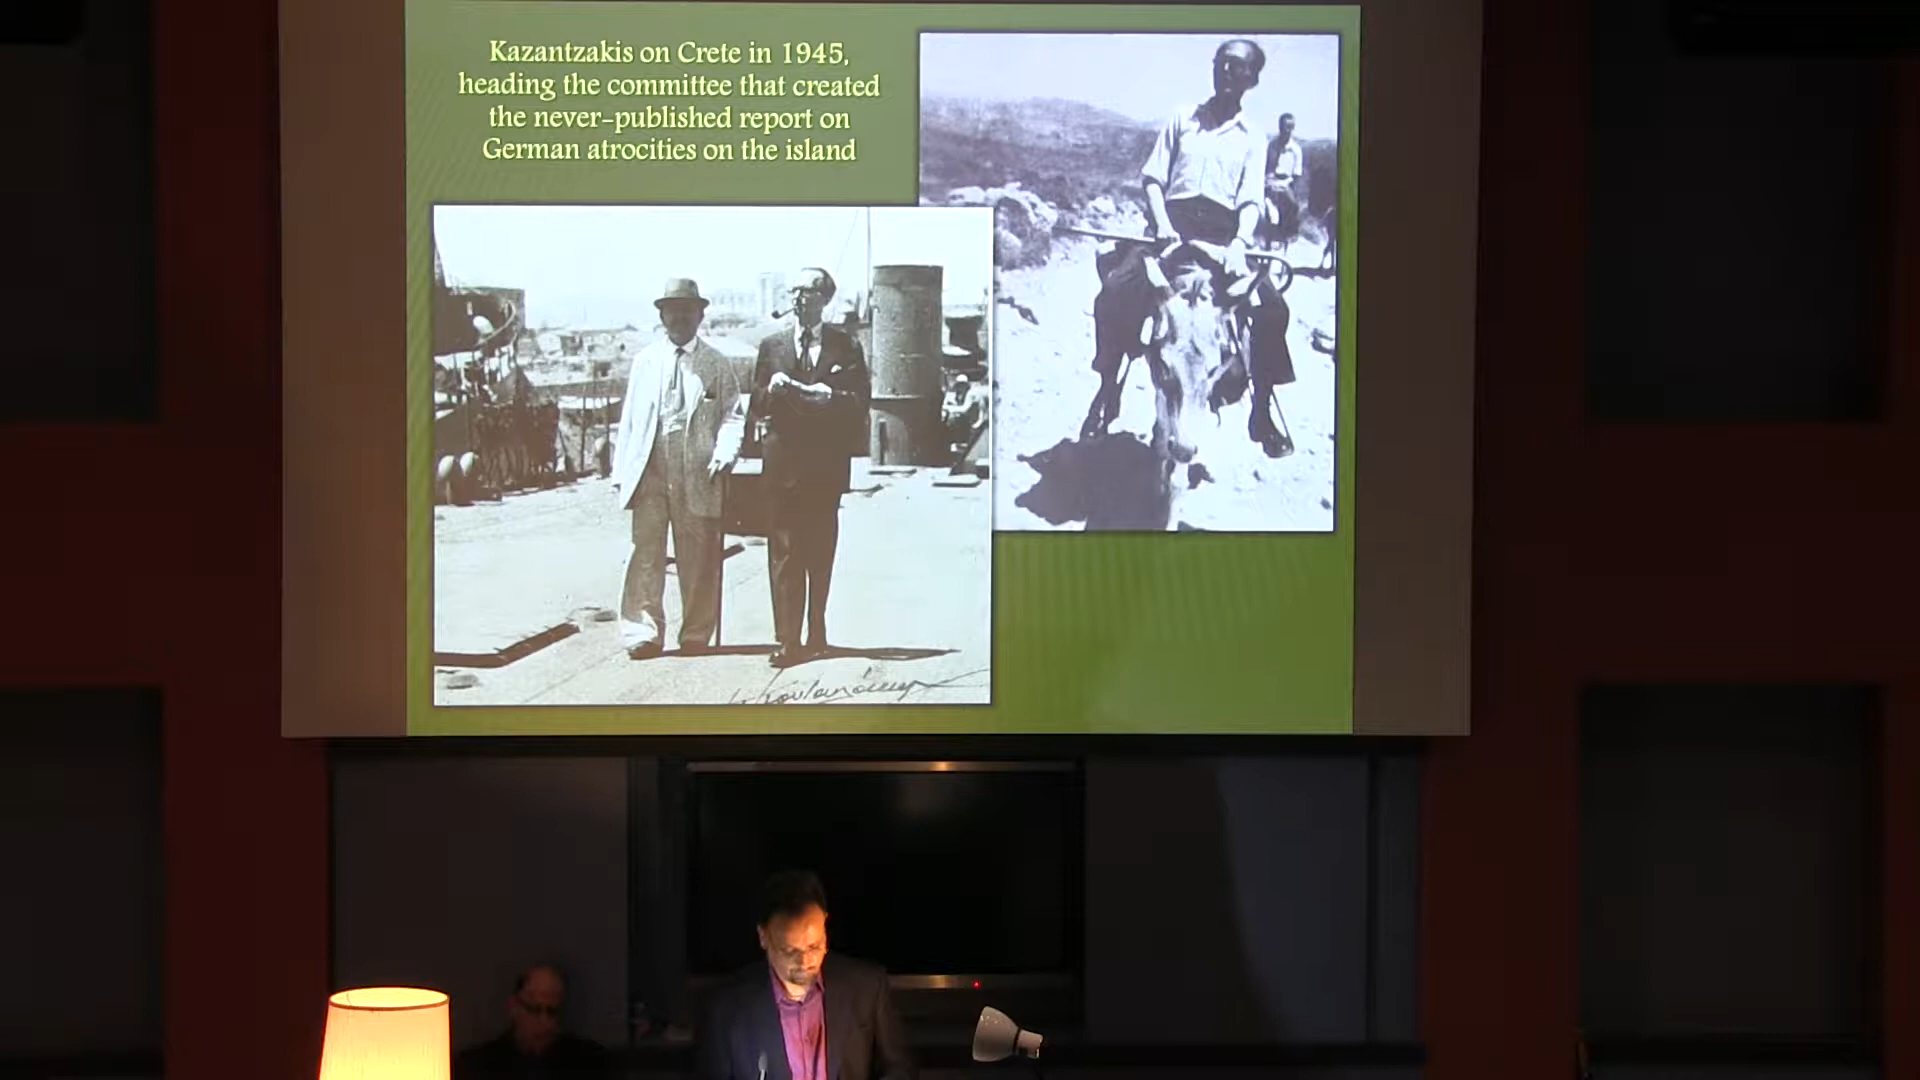 Kazantzakis on Crete in 1945,
heading the committee that created
the never-published report on
German atrocities on the island